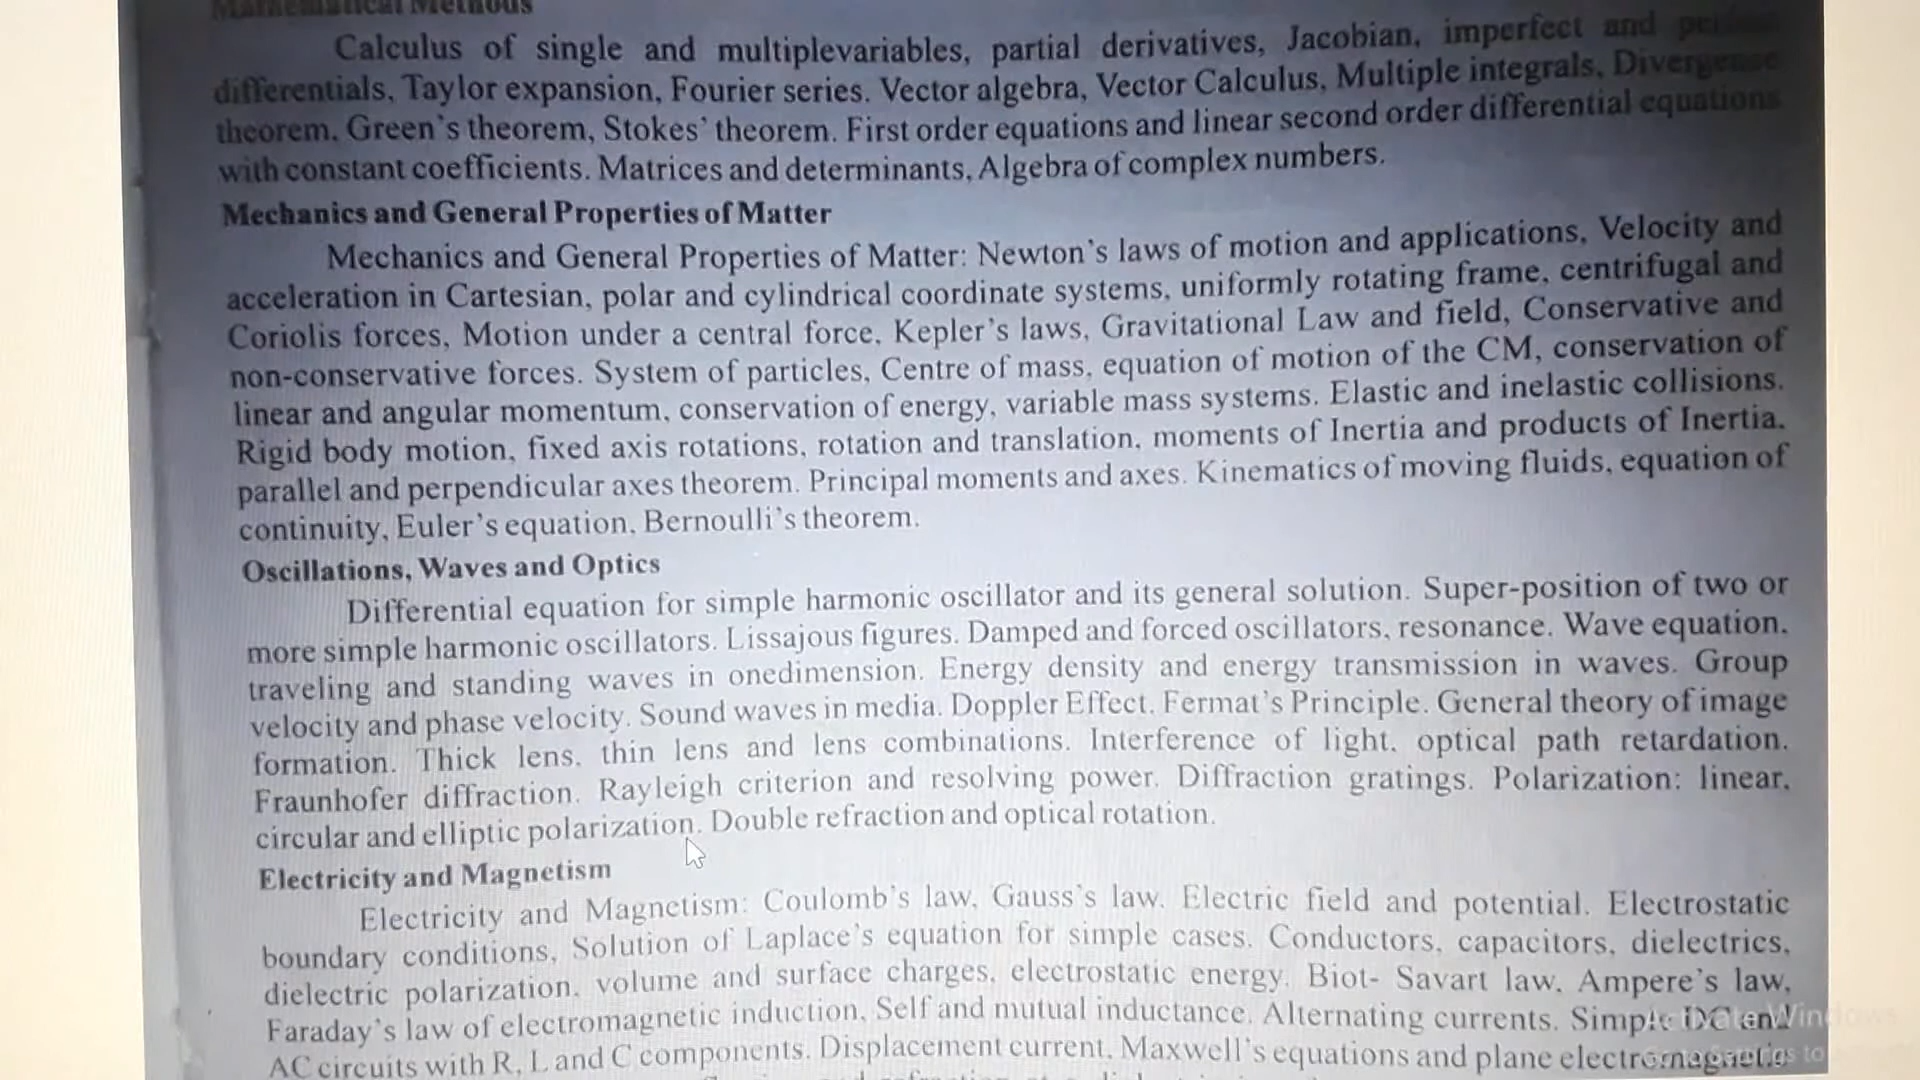 Mathematical Methods
Calculus of single and multiplevariables, partial derivatives, Jacobian, imperfect and
differentials, Taylor expansion, Fourier series. Vector algebra, Vector Calculus, Multiple integrals, Divergence
theorem, Green's theorem, Stokes' theorem. First order equations and linear second order differential equations
with constant coefficients. Matrices and determinants, Algebra of complex numbers.
Mechanics and General Properties of Matter
Mechanics and General Properties of Matter: Newton's laws of motion and applications, Velocity and
acceleration in Cartesian, polar and cylindrical coordinate systems, uniformly rotating frame, centrifugal and
Coriolis forces, Motion under a central force, Kepler's laws, Gravitational Law and field, Conservative and
non-conservative forces. System of particles, Centre of mass, equation of motion of the CM, conservation of
linear and angular momentum, conservation of energy, variable mass systems. Elastic and inelastic collisions.
Rigid body motion, fixed axis rotations, rotation and translation, moments of Inertia and products of Inertia,
parallel and perpendicular axes theorem. Principal moments and axes. Kinematics of moving fluids, equation of
continuity, Euler's equation, Bernoulli's theorem.
Oscillations, Waves and Optics
Differential equation for simple harmonic oscillator and its general solution. Super-position of two or
more simple harmonic oscillators. Lissajous figures. Damped and forced oscillators, resonance. Wave equation,
traveling and standing waves in onedimension. Energy density and energy transmission in waves. Group
velocity and phase velocity. Sound waves in media. Doppler Effect. Fermat's Principle. General theory of image
formation. Thick lens, thin lens and lens combinations. Interference of light, optical path retardation.
Fraunhofer diffraction. Rayleigh criterion and resolving power. Diffraction gratings. Polarization: linear,
circular and elliptic polarization. Double refraction and optical rotation.
Electricity and Magnetism
Electricity and Magnetism: Coulomb's law, Gauss's law. Electric field and potential. Electrostatic
boundary conditions, Solution of Laplace's equation for simple cases. Conductors, capacitors, dielectrics,
dielectric polarization, volume and surface charges, electrostatic energy. Biot- Savart law, Ampere's law,
Faraday's law of electromagnetic induction, Self and mutual inductance. Alternating currents. Simple DC and
AC circuits with R, L and C components. Displacement current, Maxwell's equations and plane electromagnetic